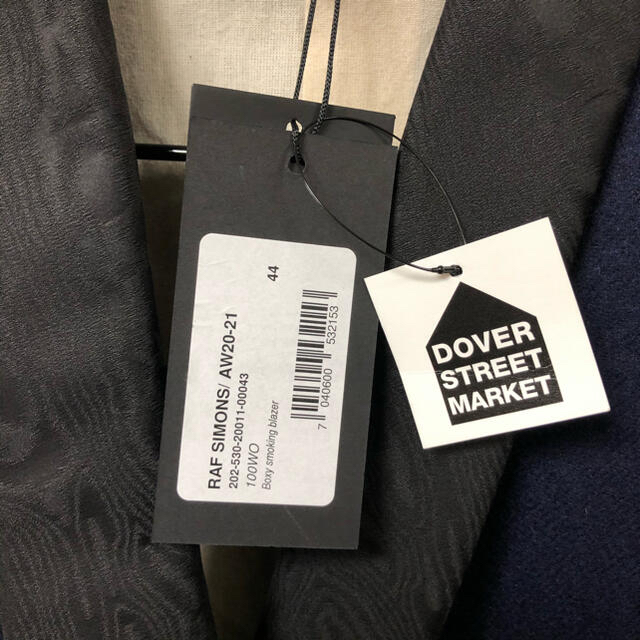 RAF SIMONS/ AW20-21
202-530-20011-00043
100WO
Boxy smoking blazer
44
7 040600 532153
DOVER
STREET
MARKET